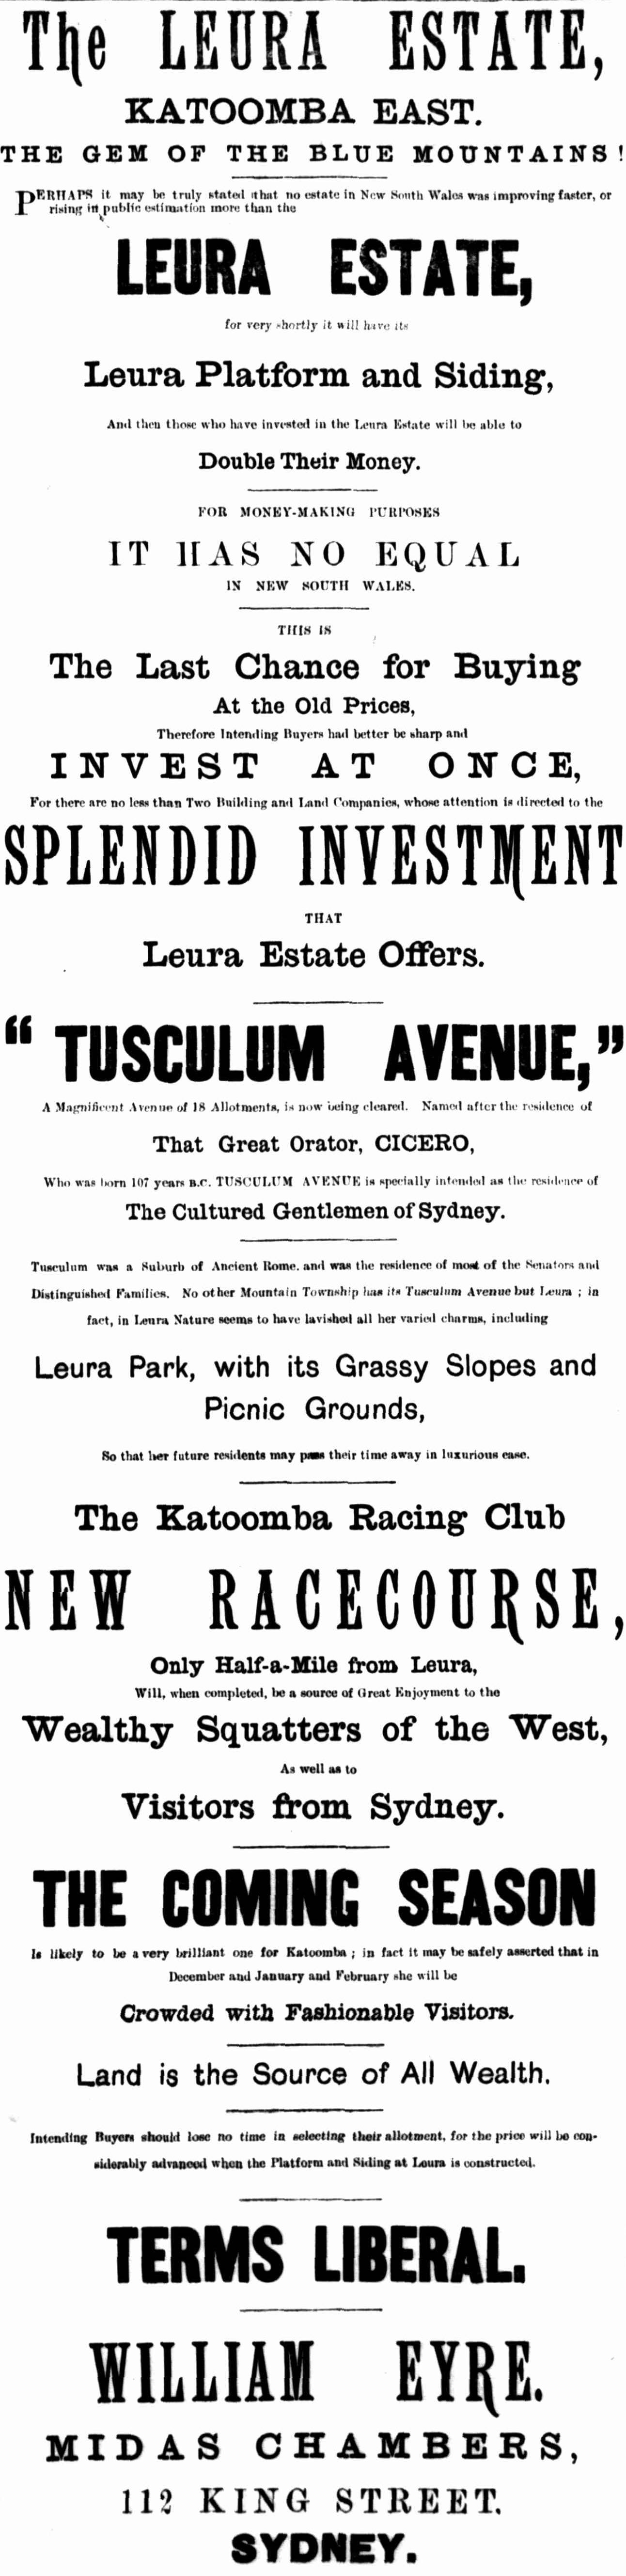 The LEURA ESTATE,
KATOOMBA EAST.
THE GEM OF THE BLUE MOUNTAINS!
PERHAPS it may be truly stated that no estate in New South Wales was improving faster, or
rising in public estimation more than the
LEURA ESTATE,
for very shortly it will have its
Leura Platform and Siding,
And then those who have invested in the Leura Estate will be able to
Double Their Money.
FOR MONEY-MAKING PURPOSES
IT HAS NO EQUAL
IN NEW SOUTH WALES.
THIS IS
The Last Chance for Buying
At the Old Prices,
Therefore Intending Buyers had better be sharp and
INVEST AT ONCE,
For there are no less than Two Building and Land Companies, whose attention is directed to the
SPLENDID INVESTMENT
THAT
Leura Estate Offers.
"TUSCULUM AVENUE,"
A Magnificent Avenue of 18 Allotments, is now being cleared. Named after the residence of
That Great Orator, CICERO,
Who was born 107 years B.C. TUSCULUM AVENUE is specially intended as the residence of
The Cultured Gentlemen of Sydney.
Tusculum was a Suburb of Ancient Rome. and was the residence of most of the Senators and
Distinguished Families. No other Mountain Township has its Tusculum Avenue but Leura ; in
fact, in Leura Nature seems to have lavished all her varied charms, including
Leura Park, with its Grassy Slopes and
Picnic Grounds,
So that her future residents may pass their time away in luxurious ease.
The Katoomba Racing Club
NEW RACECOURSE,
Only Half-a-Mile from Leura,
Will, when completed, be a source of Great Enjoyment to the
Wealthy Squatters of the West,
As well as to
Visitors from Sydney.
THE COMING SEASON
Is likely to be a very brilliant one for Katoomba ; in fact it may be safely asserted that in
December and January and February she will be
Crowded with Fashionable Visitors.
Land is the Source of All Wealth.
Intending Buyers should lose no time in selecting their allotment, for the price will be con-
siderably advanced when the Platform and Siding at Leura is constructed.
TERMS LIBERAL.
WILLIAM EYRE.
MIDAS CHAMBERS,
112 KING STREET.
SYDNEY.